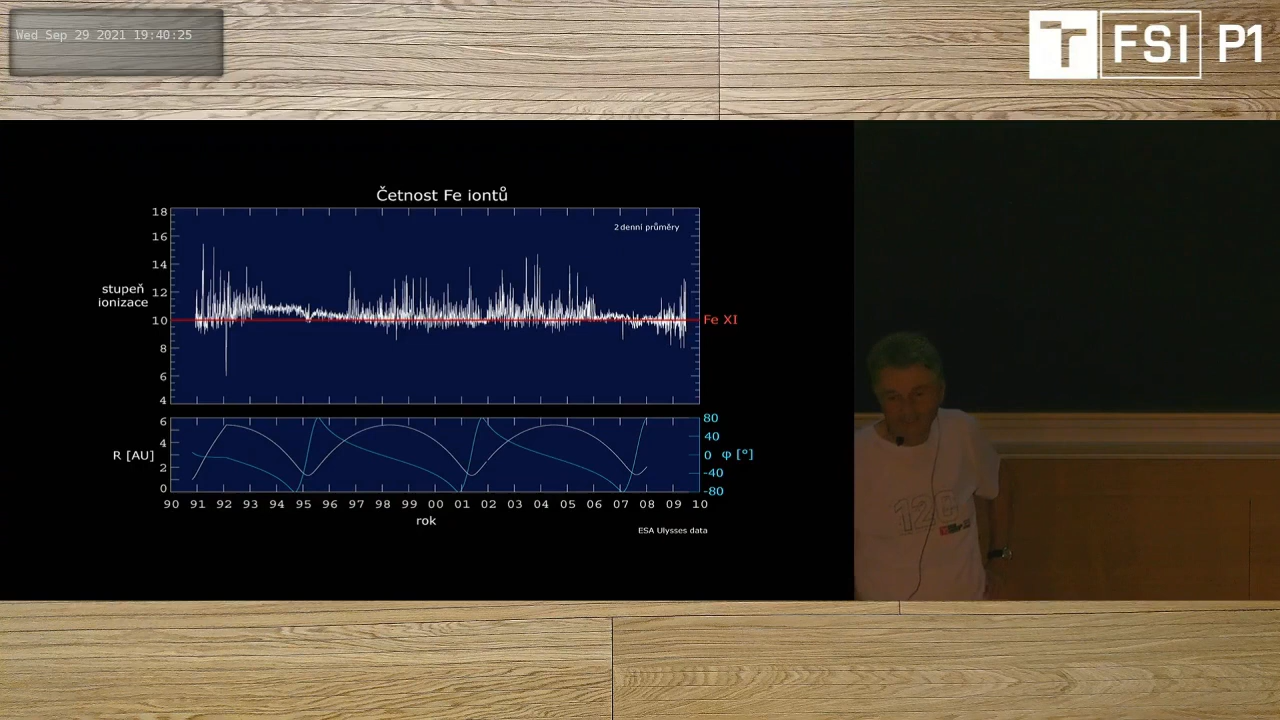 Wed Sep 29 2021 19:40:25
T FSI P1
Četnost Fe iontů
18
16
14
12
10
8
6
4
2 denní průměry
stupeň
ionizace
Fe XI
6
4
2
0
R [AU]
80
40
0
-40
-80
φ [°]
90 91 92 93 94 95 96 97 98 99 00 01 02 03 04 05 06 07 08 09 10
rok
ESA Ulysses data
120